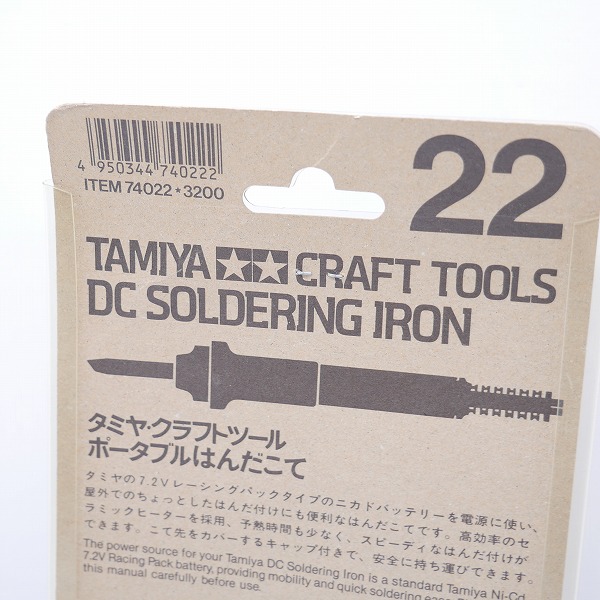 4 950344 740222
ITEM 74022★3200
22
TAMIYA ★★ CRAFT TOOLS
DC SOLDERING IRON
タミヤ・クラフトツール
ポータブルはんだこて
タミヤの7.2Vレーシングパックタイプのニカドバッテリーを電源に使い、
屋外でのちょっとしたはんだ付けにも便利なはんだこてです。高効率のセ
ラミックヒーターを採用、予熱時間も少なく、スピーディなはんだ付けが
できます。こて先をカバーするキャップ付きで、安全に持ち運びできます。
The power source for your Tamiya DC Soldering Iron is a standard Tamiya Ni-Cd
7.2V Racing Pack battery, providing mobility and quick soldering ease.
this manual carefully before use.